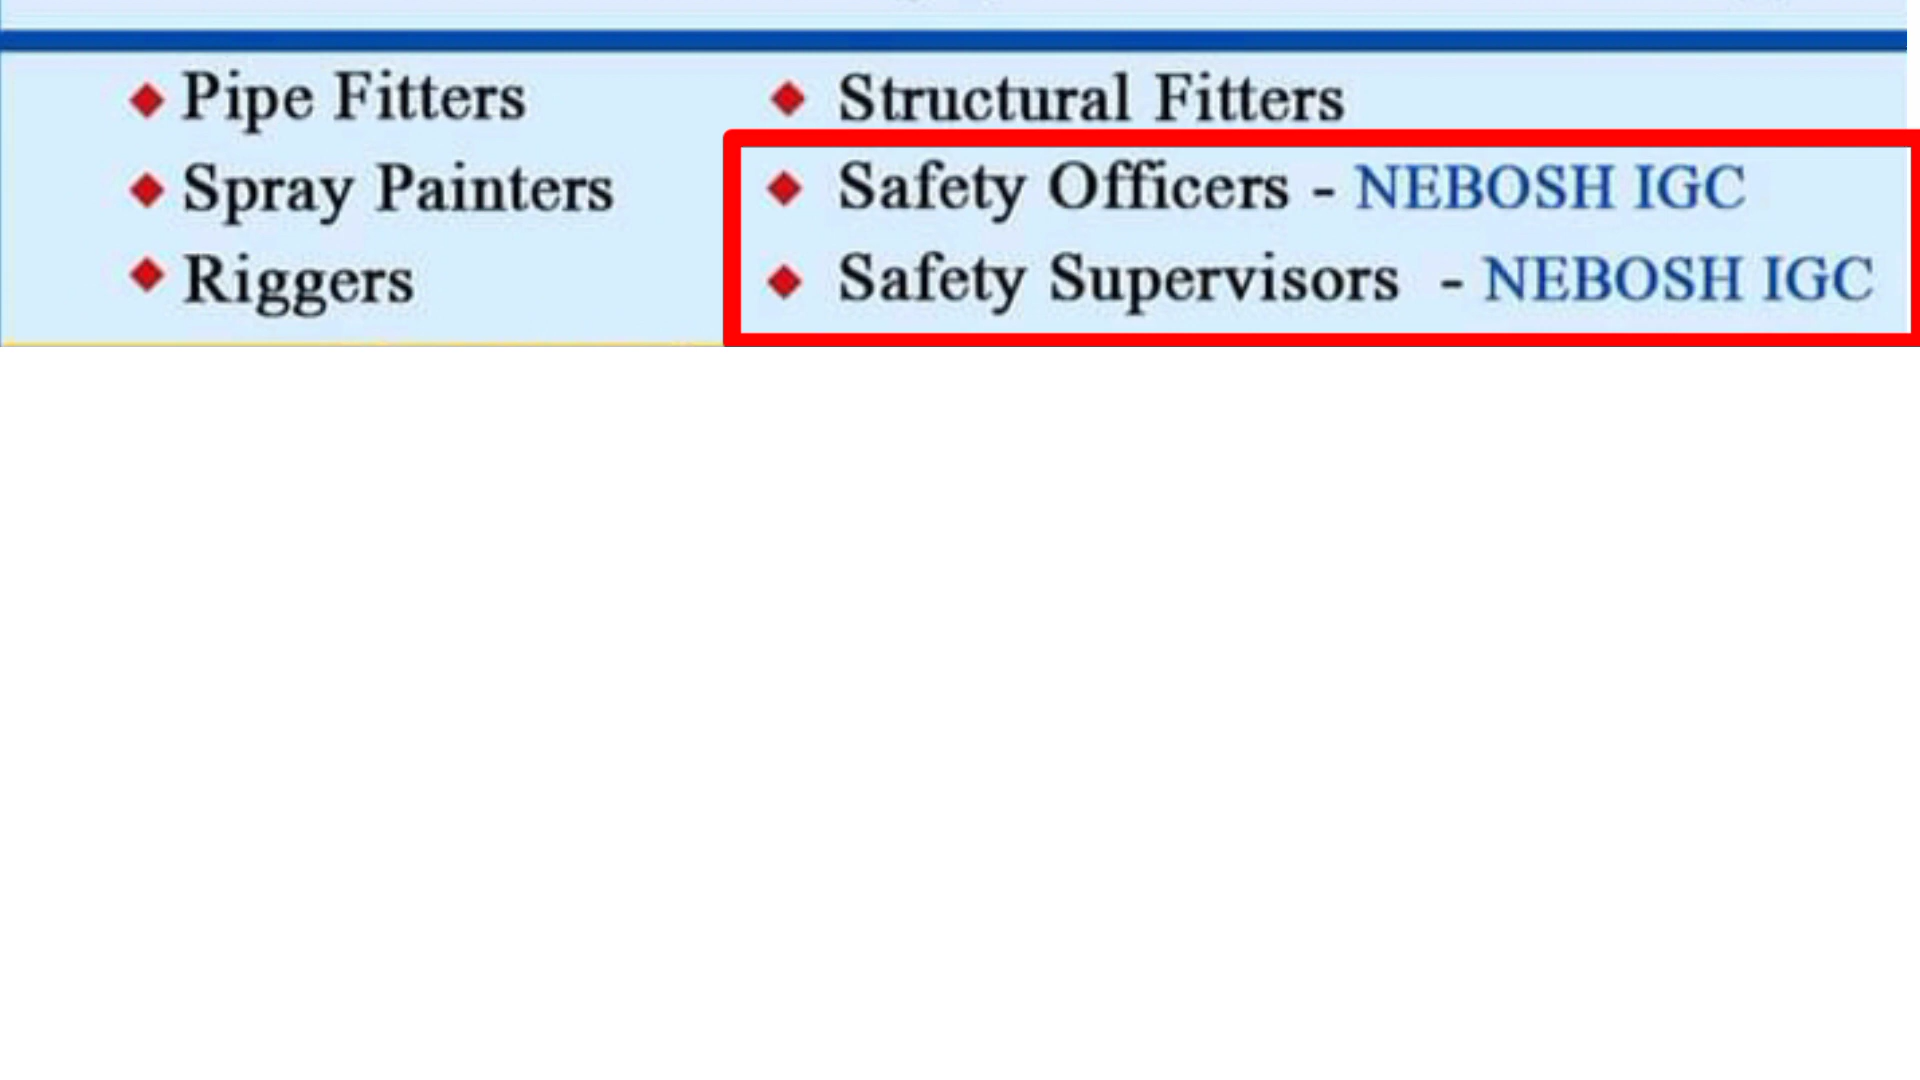 Pipe Fitters
Structural Fitters
Spray Painters
Safety Officers - NEBOSH IGC
Riggers
Safety Supervisors - NEBOSH IGC